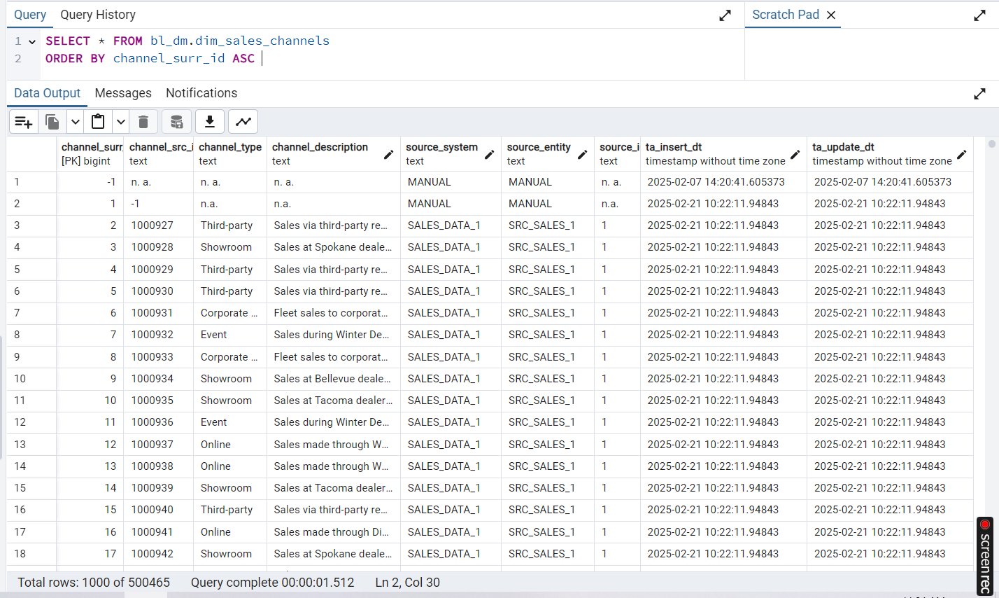 Query Query History Scratch Pad
1 SELECT * FROM bl_dm.dim_sales_channels
2 ORDER BY channel_surr_id ASC
Data Output Messages Notifications
channel_surr channel_src_i channel_type channel_description source_system source_entity source_i ta_insert_dt ta_update_dt
[PK] bigint text text text text text text timestamp without time zone timestamp without time zone
1 -1 n. a. n. a. n. a. MANUAL MANUAL n. a. 2025-02-07 14:20:41.605373 2025-02-07 14:20:41.605373
2 1 -1 n.a. n.a. MANUAL MANUAL n.a. 2025-02-21 10:22:11.94843 2025-02-21 10:22:11.94843
3 2 1000927 Third-party Sales via third-party re... SALES_DATA_1 SRC_SALES_1 1 2025-02-21 10:22:11.94843 2025-02-21 10:22:11.94843
4 3 1000928 Showroom Sales at Spokane deale... SALES_DATA_1 SRC_SALES_1 1 2025-02-21 10:22:11.94843 2025-02-21 10:22:11.94843
5 4 1000929 Third-party Sales via third-party re... SALES_DATA_1 SRC_SALES_1 1 2025-02-21 10:22:11.94843 2025-02-21 10:22:11.94843
6 5 1000930 Third-party Sales via third-party re... SALES_DATA_1 SRC_SALES_1 1 2025-02-21 10:22:11.94843 2025-02-21 10:22:11.94843
7 6 1000931 Corporate ... Fleet sales to corporat... SALES_DATA_1 SRC_SALES_1 1 2025-02-21 10:22:11.94843 2025-02-21 10:22:11.94843
8 7 1000932 Event Sales during Winter De... SALES_DATA_1 SRC_SALES_1 1 2025-02-21 10:22:11.94843 2025-02-21 10:22:11.94843
9 8 1000933 Corporate ... Fleet sales to corporat... SALES_DATA_1 SRC_SALES_1 1 2025-02-21 10:22:11.94843 2025-02-21 10:22:11.94843
10 9 1000934 Showroom Sales at Bellevue deale... SALES_DATA_1 SRC_SALES_1 1 2025-02-21 10:22:11.94843 2025-02-21 10:22:11.94843
11 10 1000935 Showroom Sales at Tacoma dealer... SALES_DATA_1 SRC_SALES_1 1 2025-02-21 10:22:11.94843 2025-02-21 10:22:11.94843
12 11 1000936 Event Sales during Winter De... SALES_DATA_1 SRC_SALES_1 1 2025-02-21 10:22:11.94843 2025-02-21 10:22:11.94843
13 12 1000937 Online Sales made through W... SALES_DATA_1 SRC_SALES_1 1 2025-02-21 10:22:11.94843 2025-02-21 10:22:11.94843
14 13 1000938 Online Sales made through W... SALES_DATA_1 SRC_SALES_1 1 2025-02-21 10:22:11.94843 2025-02-21 10:22:11.94843
15 14 1000939 Showroom Sales at Tacoma dealer... SALES_DATA_1 SRC_SALES_1 1 2025-02-21 10:22:11.94843 2025-02-21 10:22:11.94843
16 15 1000940 Third-party Sales via third-party re... SALES_DATA_1 SRC_SALES_1 1 2025-02-21 10:22:11.94843 2025-02-21 10:22:11.94843
17 16 1000941 Online Sales made through Di... SALES_DATA_1 SRC_SALES_1 1 2025-02-21 10:22:11.94843 2025-02-21 10:22:11.94843
18 17 1000942 Showroom Sales at Spokane deale... SALES_DATA_1 SRC_SALES_1 1 2025-02-21 10:22:11.94843 2025-02-21 10:22:11.94843
Total rows: 1000 of 500465 Query complete 00:00:01.512 Ln 2, Col 30
screenrec